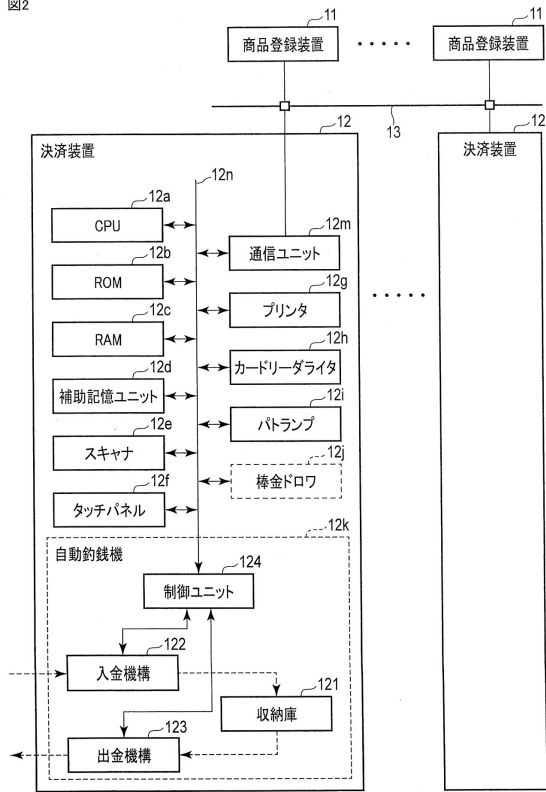 図2
11
商品登録装置
11
商品登録装置
13
12
決済装置
12
決済装置
12n
12a
CPU
12b
ROM
12c
RAM
12d
補助記憶ユニット
12e
スキャナ
12f
タッチパネル
12m
通信ユニット
12g
プリンタ
12h
カードリーダライタ
12i
パトランプ
12j
棒金ドロワ
12k
自動釣銭機
124
制御ユニット
122
入金機構
121
収納庫
123
出金機構